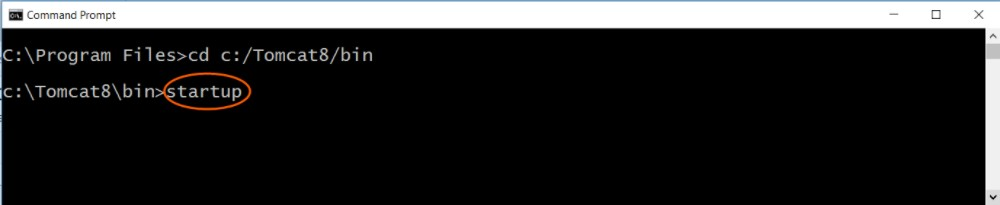 Command Prompt
C:\Program Files>cd c:/Tomcat8/bin
c:\Tomcat8\bin>startup